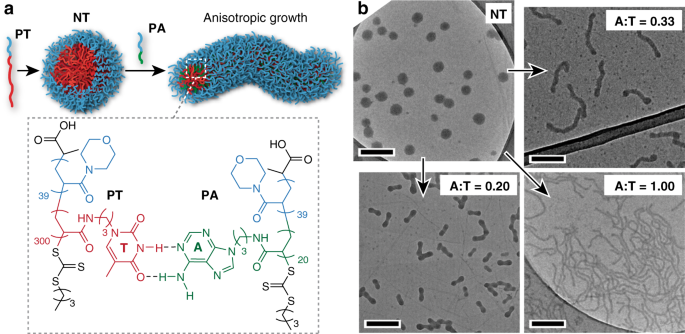 a
NT
PT
PA
Anisotropic growth
OH
O
N
O
O
39
PT
PA
HN
3
O
N
O
T
N
H
N
A
N
N
N
3
NH
O
300
O
O
H
N
H
20
S
S
S
3
O
OH
O
N
O
39
S
S
S
3
b
NT
A:T = 0.33
A:T = 0.20
A:T = 1.00